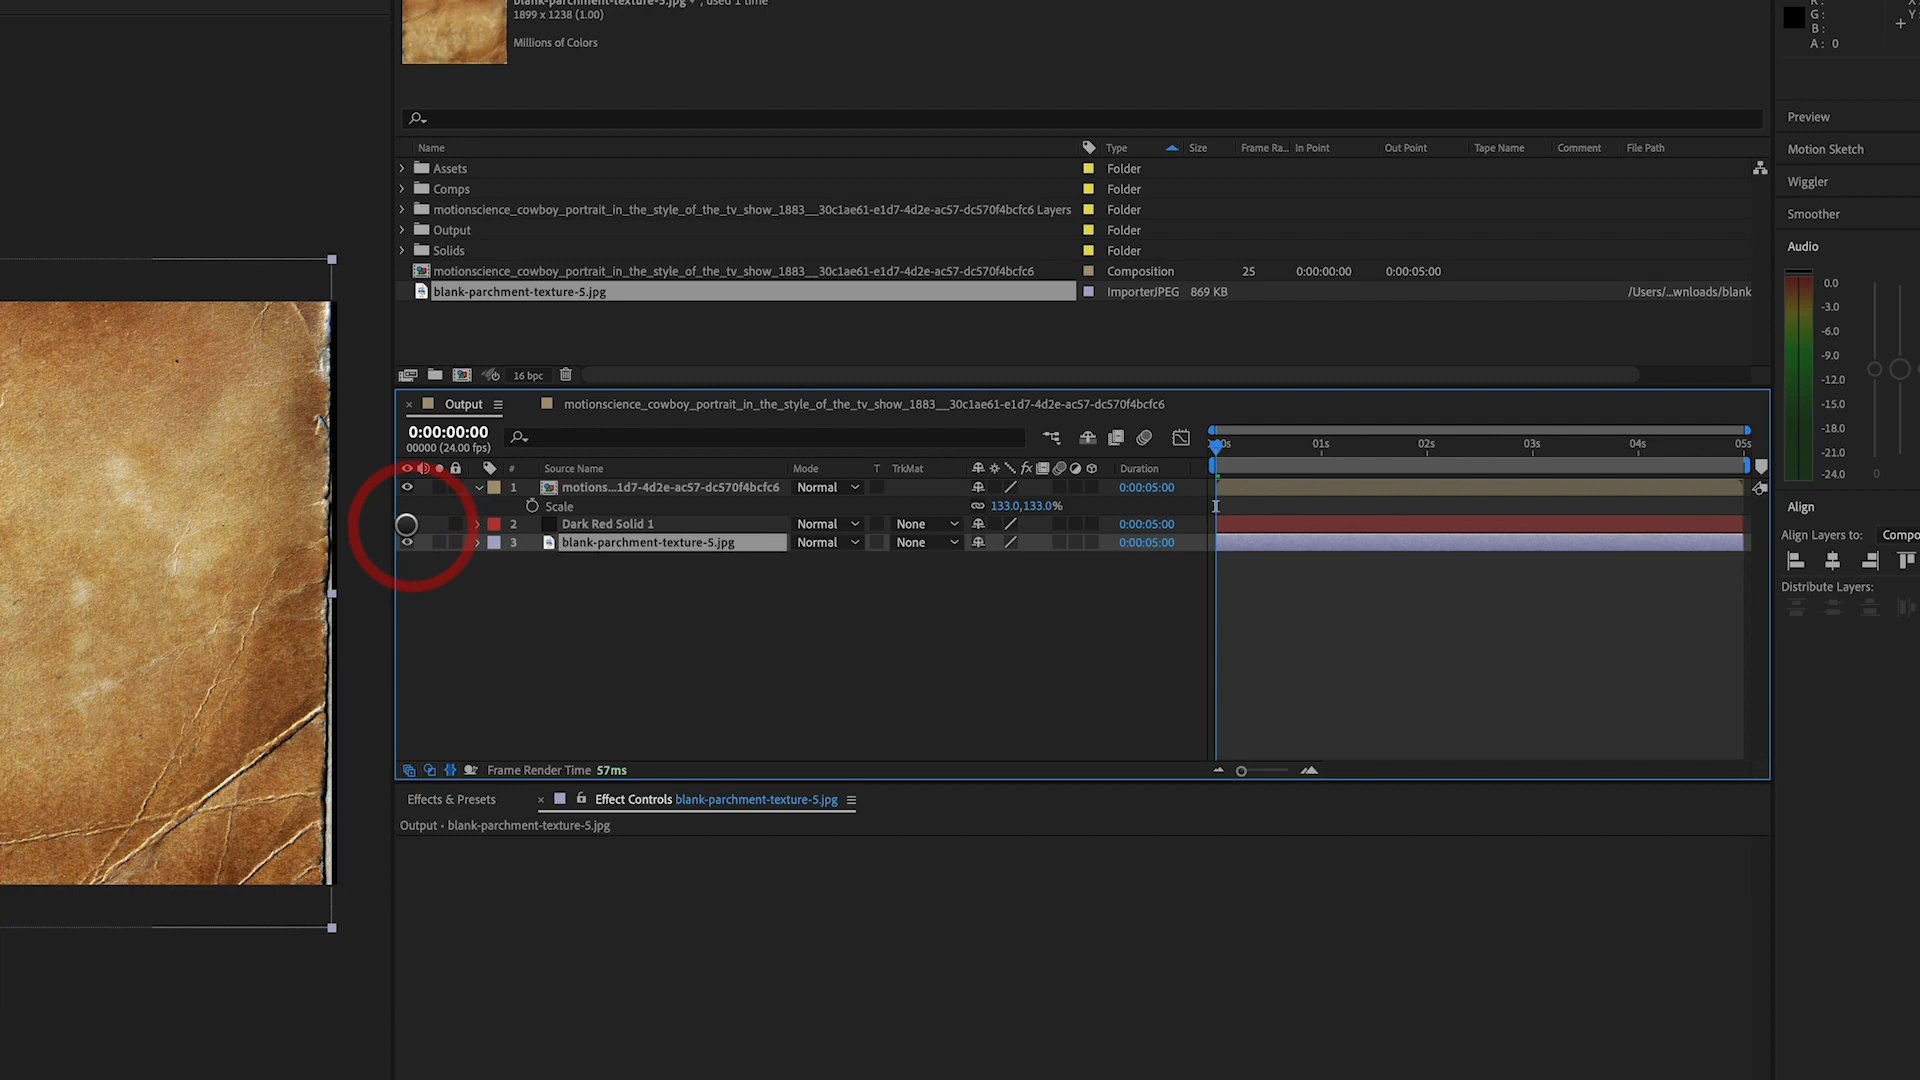 blank-parchment-texture-5.jpg , used 1 time
1899 x 1238 (1.00)
Millions of Colors
R:
G:
B:
A: 0
X
Y
Name Type Size Frame Ra... In Point Out Point Tape Name Comment File Path
Assets Folder
Comps Folder
motionscience_cowboy_portrait_in_the_style_of_the_tv_show_1883__30c1ae61-e1d7-4d2e-ac57-dc570f4bcfc6 Layers Folder
Output Folder
Solids Folder
motionscience_cowboy_portrait_in_the_style_of_the_tv_show_1883__30c1ae61-e1d7-4d2e-ac57-dc570f4bcfc6 Composition 25 0:00:00:00 0:00:05:00
blank-parchment-texture-5.jpg ImporterJPEG 869 KB /Users/...wnloads/blank
16 bpc
Preview
Motion Sketch
Wiggler
Smoother
Audio
0.0
-3.0
-6.0
-9.0
-12.0
-15.0
-18.0
-21.0
-24.0
0
Output motionscience_cowboy_portrait_in_the_style_of_the_tv_show_1883__30c1ae61-e1d7-4d2e-ac57-dc570f4bcfc6
0:00:00:00
00000 (24.00 fps)
01s 02s 03s 04s 05s
# Source Name Mode T TrkMat fx Duration
1 motions...1d7-4d2e-ac57-dc570f4bcfc6 Normal 0:00:05:00
Scale 133.0,133.0%
2 Dark Red Solid 1 Normal None 0:00:05:00
3 blank-parchment-texture-5.jpg Normal None 0:00:05:00
Align
Align Layers to: Compo
Distribute Layers:
Frame Render Time 57ms
Effects & Presets Effect Controls blank-parchment-texture-5.jpg
Output • blank-parchment-texture-5.jpg